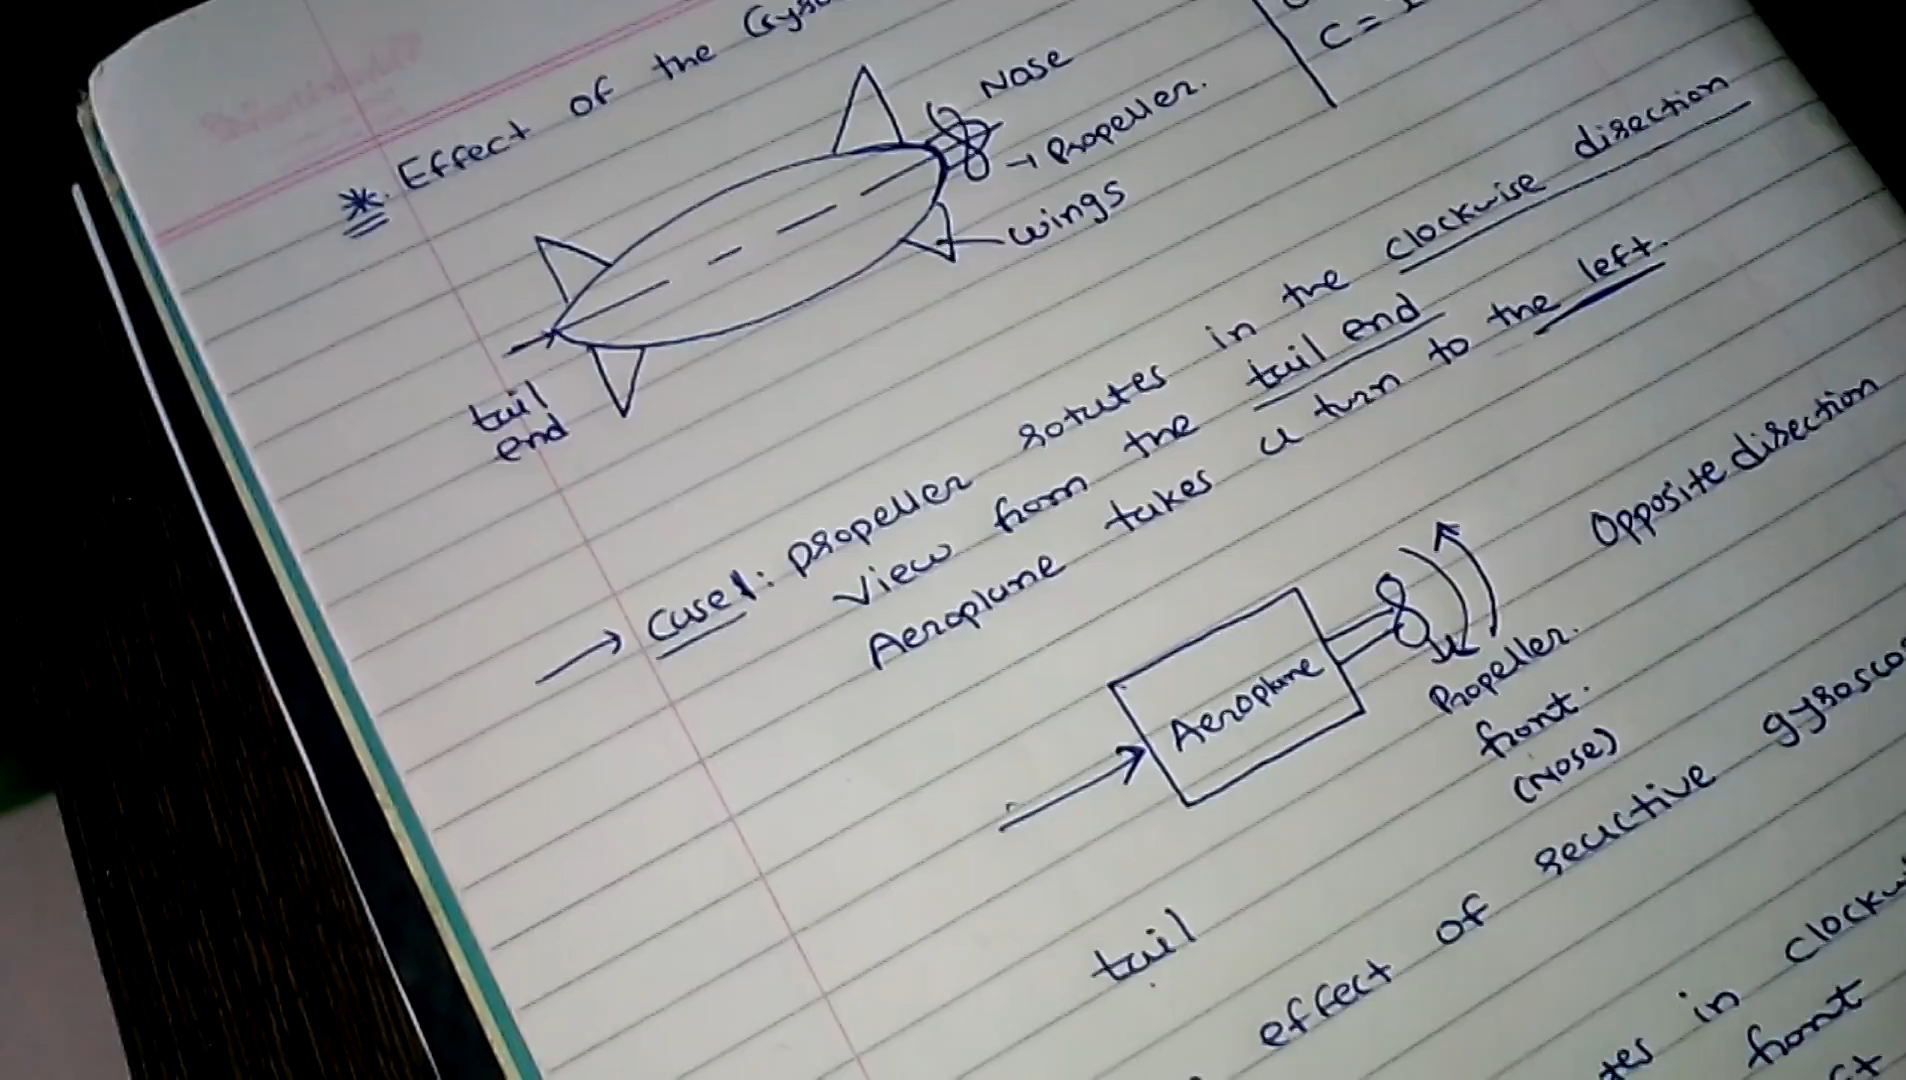 * Effect of the
C =
Nose
→ Propeller.
wings
tail
end
→ Case 1: propeller rotates in the clockwise direction
view from the tail end
Aeroplane takes a turn to the left.
Opposite direction
Aeroplane
Propeller.
front.
(Nose)
tail
effect of reactive
in
front